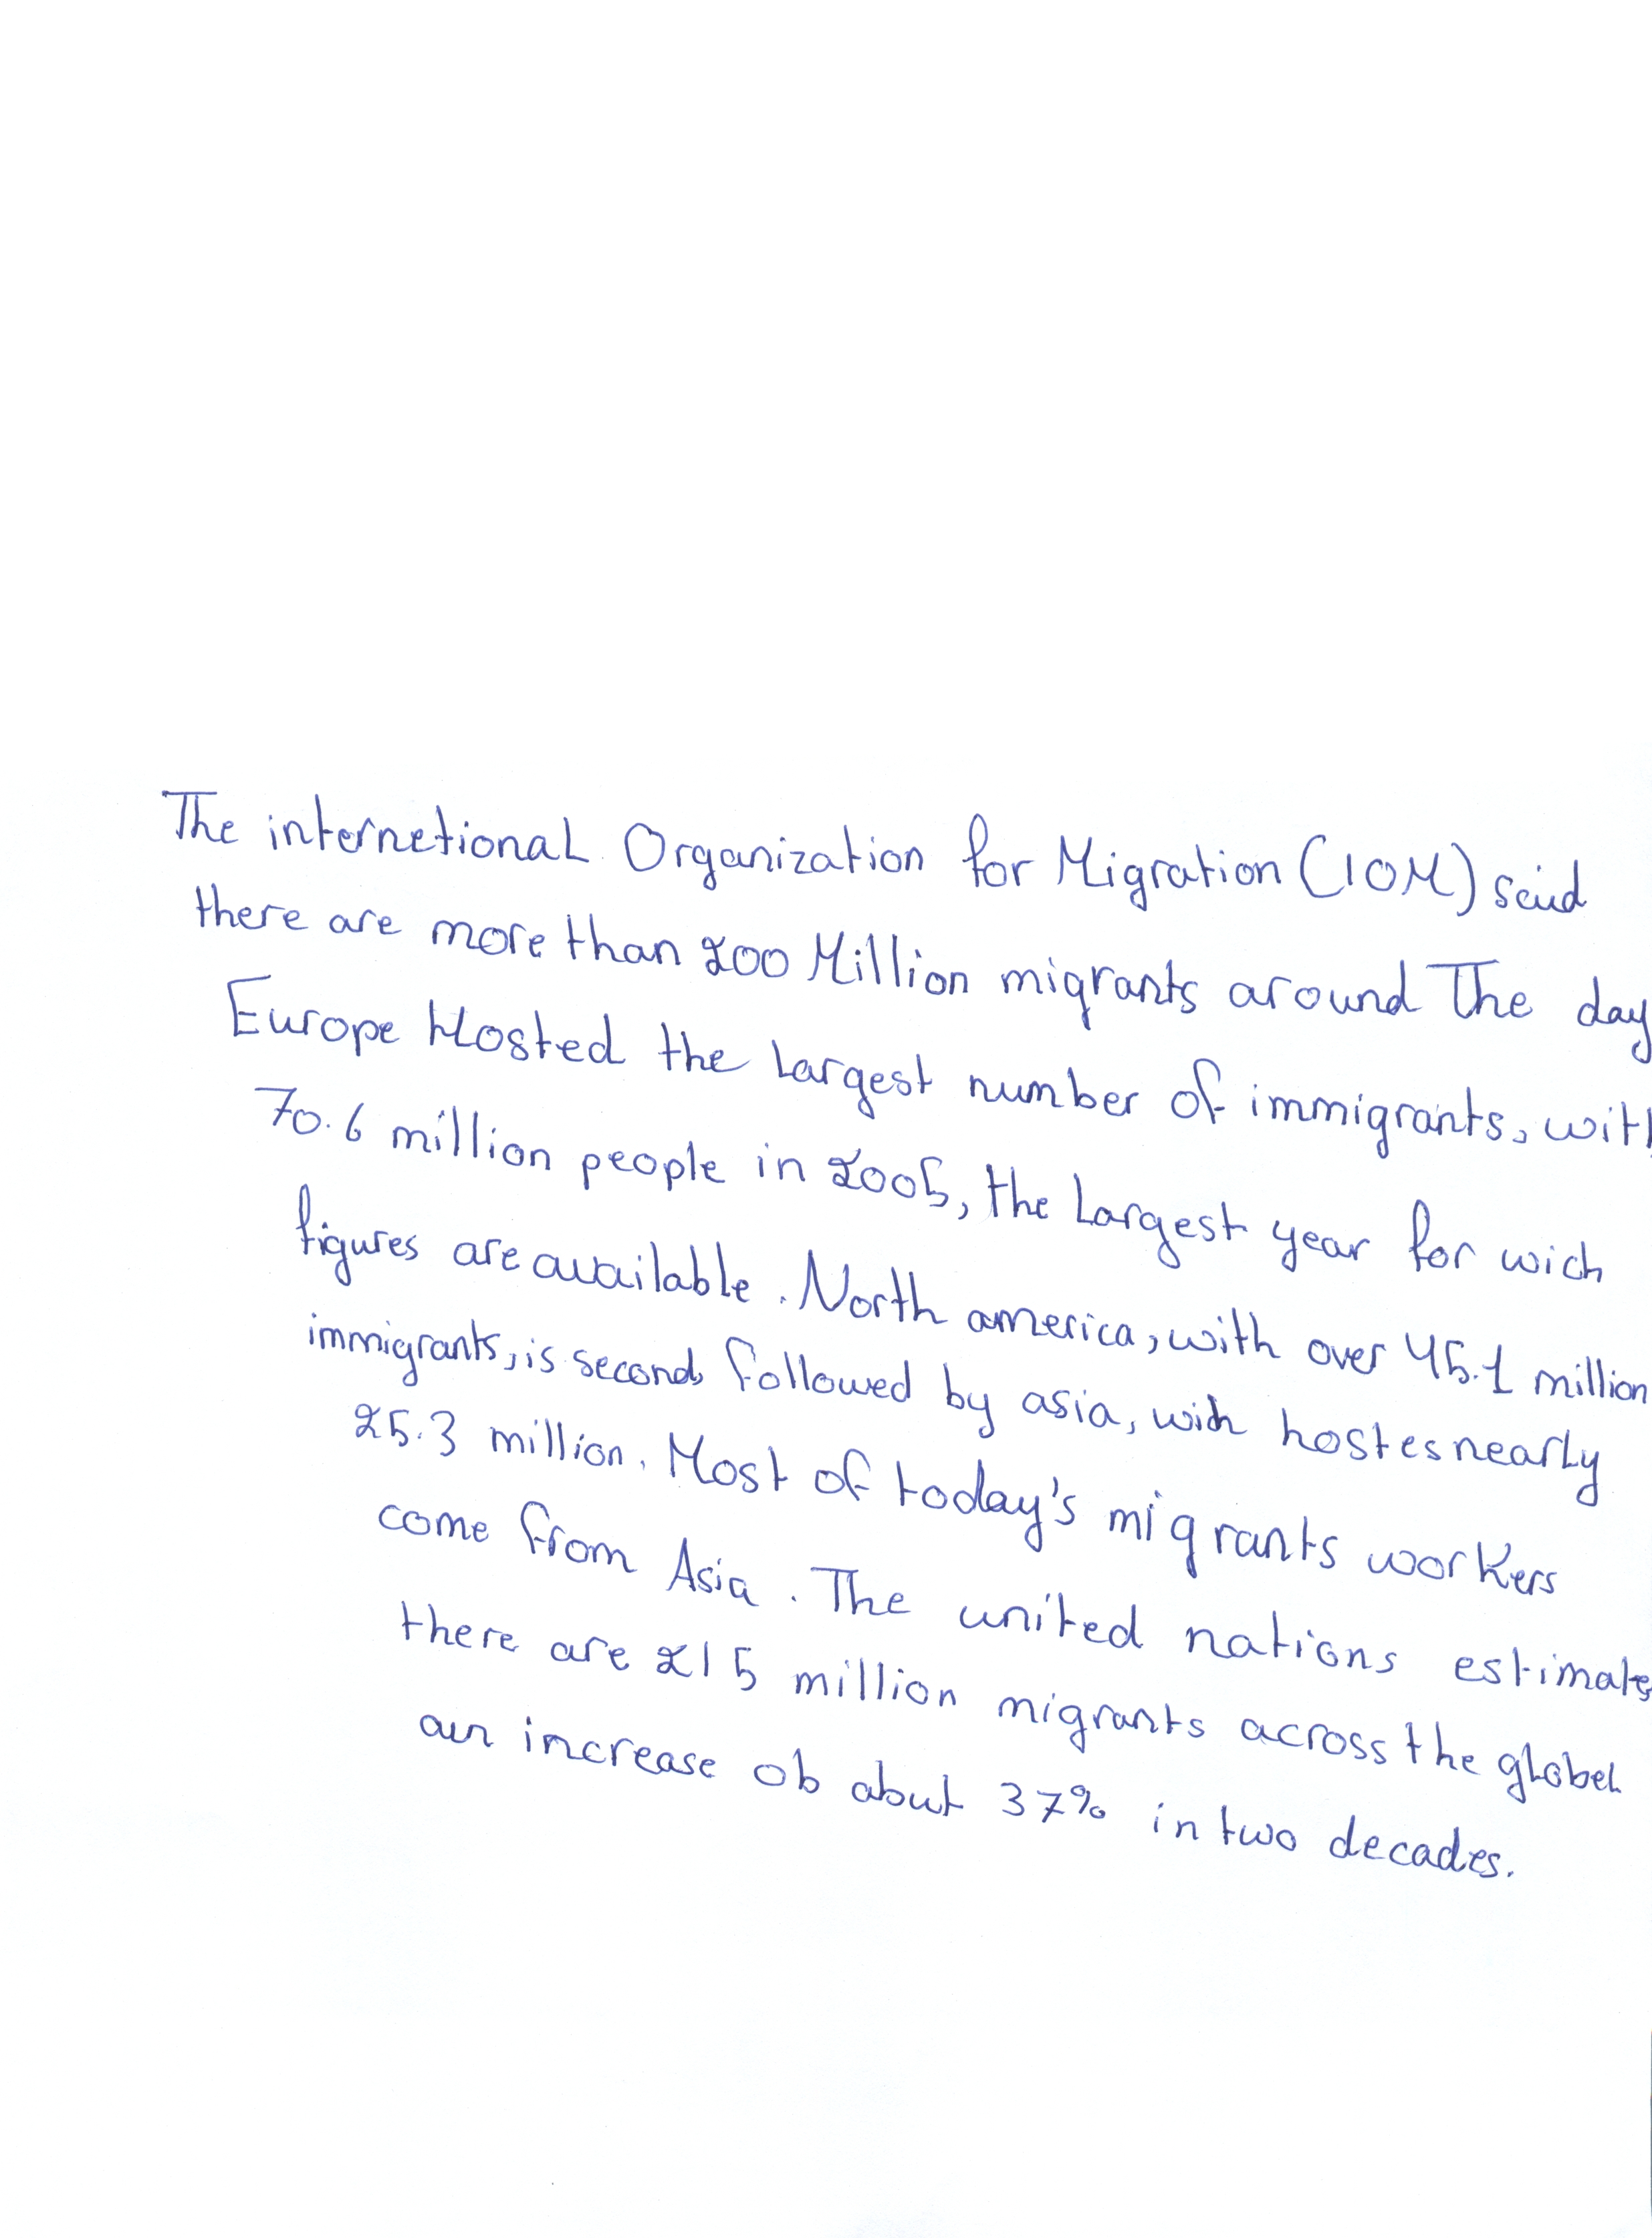 The internetional Organization for Migration (IOM) said
there are more than 200 Million migrants around The day
Europe Hosted the Largest number of immigrants, with
70.6 million people in 2005, the Largest year for wich
figures are available. North america, with over 45.1 million
immigrants, is second, followed by asia, wich hostes nearly
25.3 million. Most of today's migrants workers
come from Asia. The united nations estimate
there are 215 million migrants across the globel
an increase ob about 37% in two decades.